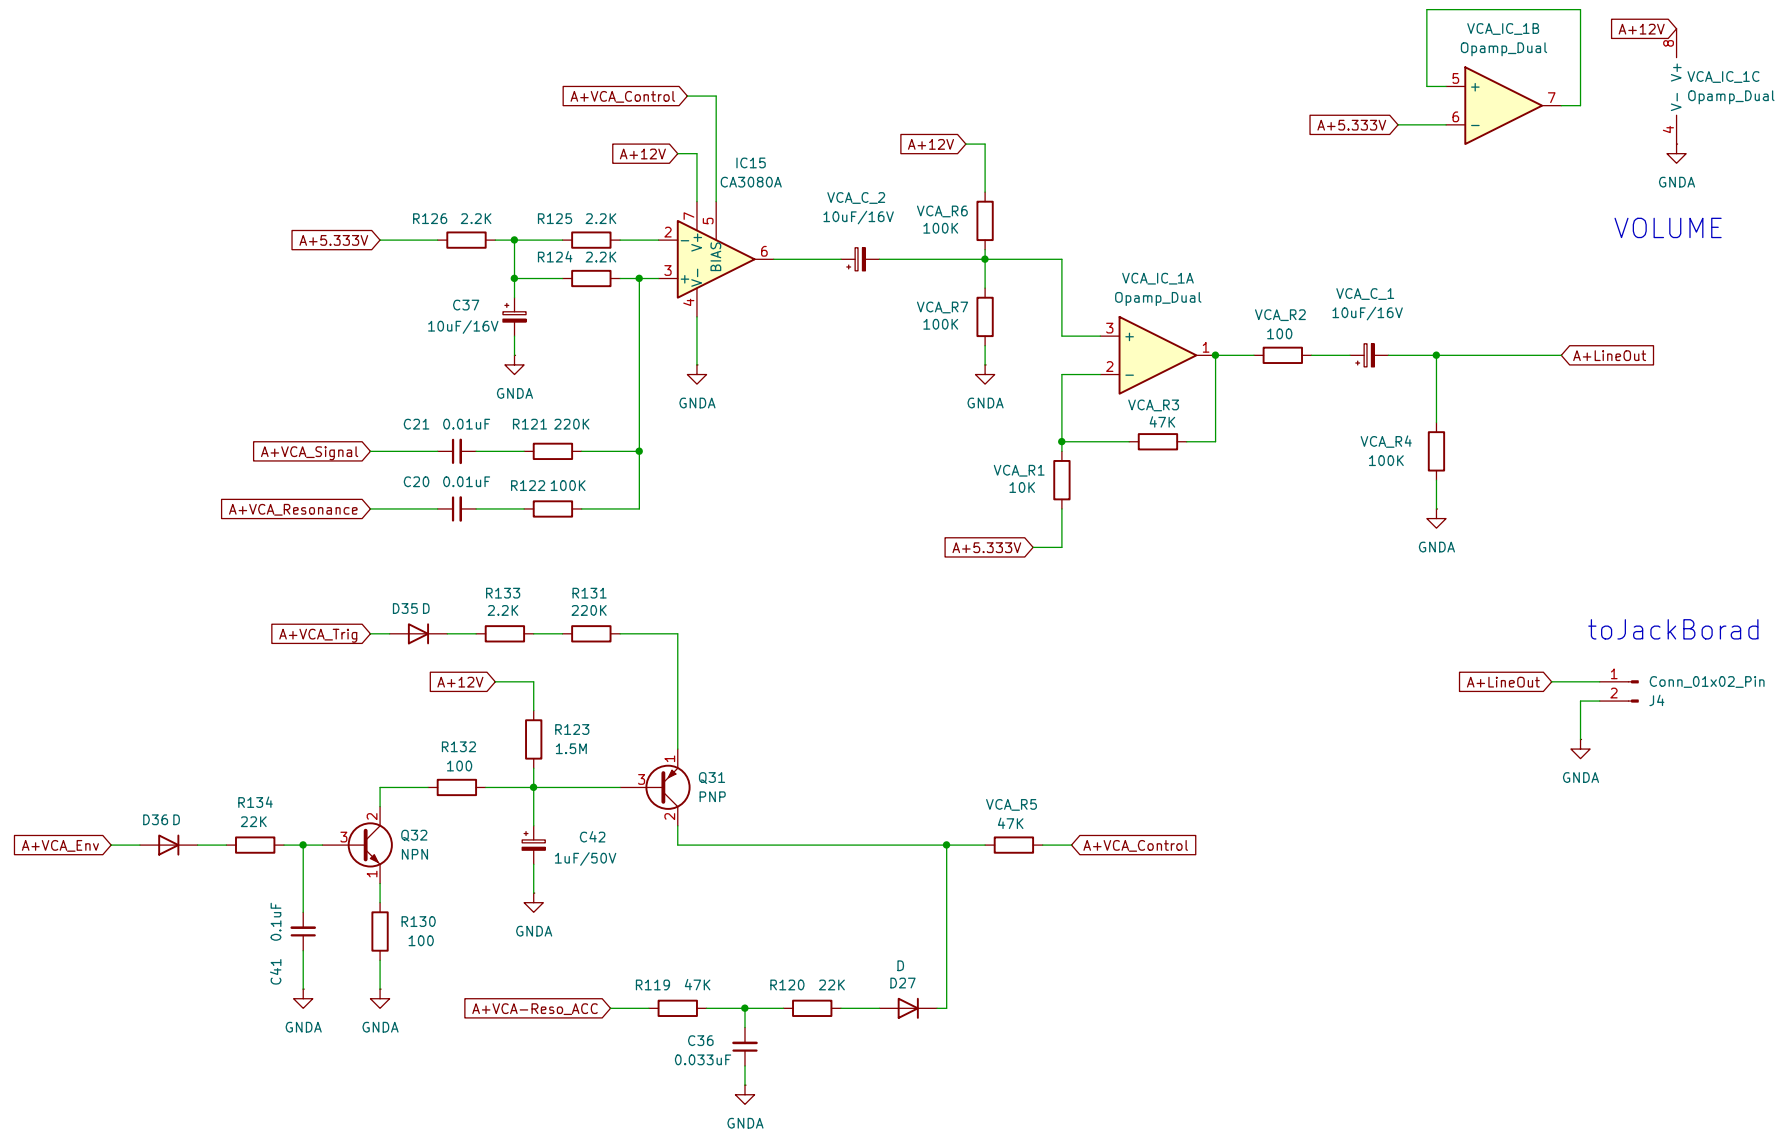 VCA_IC_1B
Opamp_Dual
5
+
6
−
7
A+5.333V
A+12V
8
V+
V−
4
VCA_IC_1C
Opamp_Dual
GNDA
VOLUME
A+VCA_Control
A+12V
IC15
CA3080A
7
5
2
−
V+
BIAS
3
+
V−
4
6
GNDA
R126 2.2K
R125 2.2K
A+5.333V
R124 2.2K
C37
10uF/16V
+
GNDA
C21 0.01uF
R121 220K
A+VCA_Signal
C20 0.01uF
R122 100K
A+VCA_Resonance
VCA_C_2
10uF/16V
+
A+12V
VCA_R6
100K
VCA_R7
100K
GNDA
VCA_IC_1A
Opamp_Dual
3
+
2
−
1
VCA_R3
47K
VCA_R1
10K
A+5.333V
VCA_R2
100
VCA_C_1
10uF/16V
+
A+LineOut
VCA_R4
100K
GNDA
R133
2.2K
R131
220K
D35 D
A+VCA_Trig
A+12V
R123
1.5M
R132
100
1
3
2
Q31
PNP
R134
22K
D36 D
A+VCA_Env
2
3
1
Q32
NPN
+
C42
1uF/50V
GNDA
C41 0.1uF
GNDA
R130
100
GNDA
VCA_R5
47K
A+VCA_Control
D
D27
R119 47K
R120 22K
A+VCA−Reso_ACC
C36
0.033uF
GNDA
toJackBorad
A+LineOut
1
2
Conn_01x02_Pin
J4
GNDA